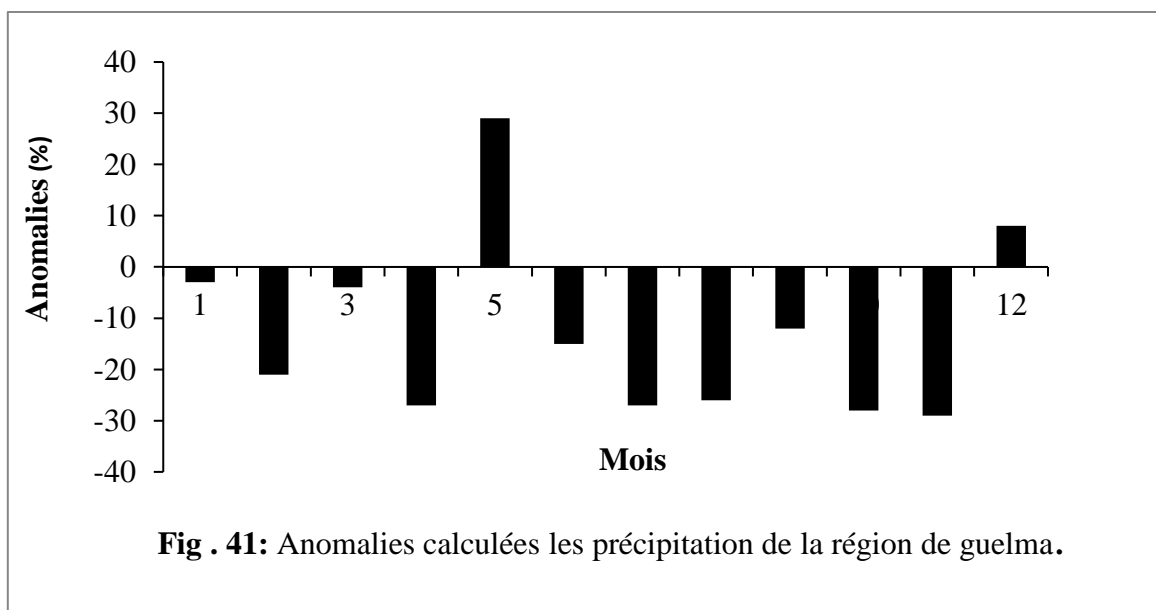 40
30
20
10
0
-10
-20
-30
-40
Anomalies (%)
1 3 5 12
Mois
Fig . 41: Anomalies calculées les précipitation de la région de guelma.